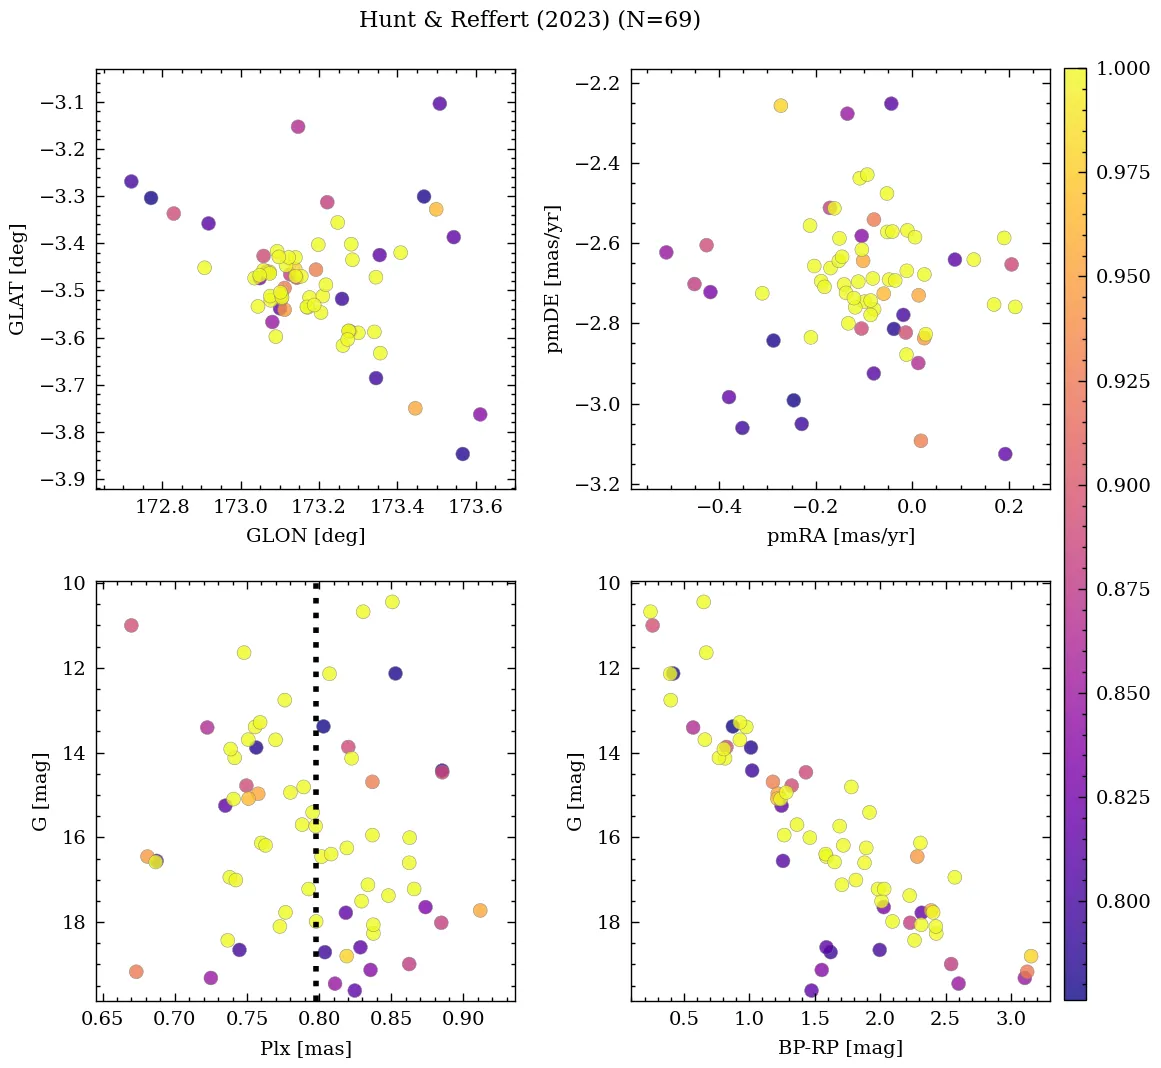 Hunt & Reffert (2023) (N=69)
−3.1
−3.2
−3.3
−3.4
−3.5
−3.6
−3.7
−3.8
−3.9
GLAT [deg]
172.8 173.0 173.2 173.4 173.6
GLON [deg]
−2.2
−2.4
−2.6
−2.8
−3.0
−3.2
pmDE [mas/yr]
−0.4 −0.2 0.0 0.2
pmRA [mas/yr]
10
12
14
16
18
G [mag]
0.65 0.70 0.75 0.80 0.85 0.90
Plx [mas]
10
12
14
16
18
G [mag]
0.5 1.0 1.5 2.0 2.5 3.0
BP-RP [mag]
1.000
0.975
0.950
0.925
0.900
0.875
0.850
0.825
0.800